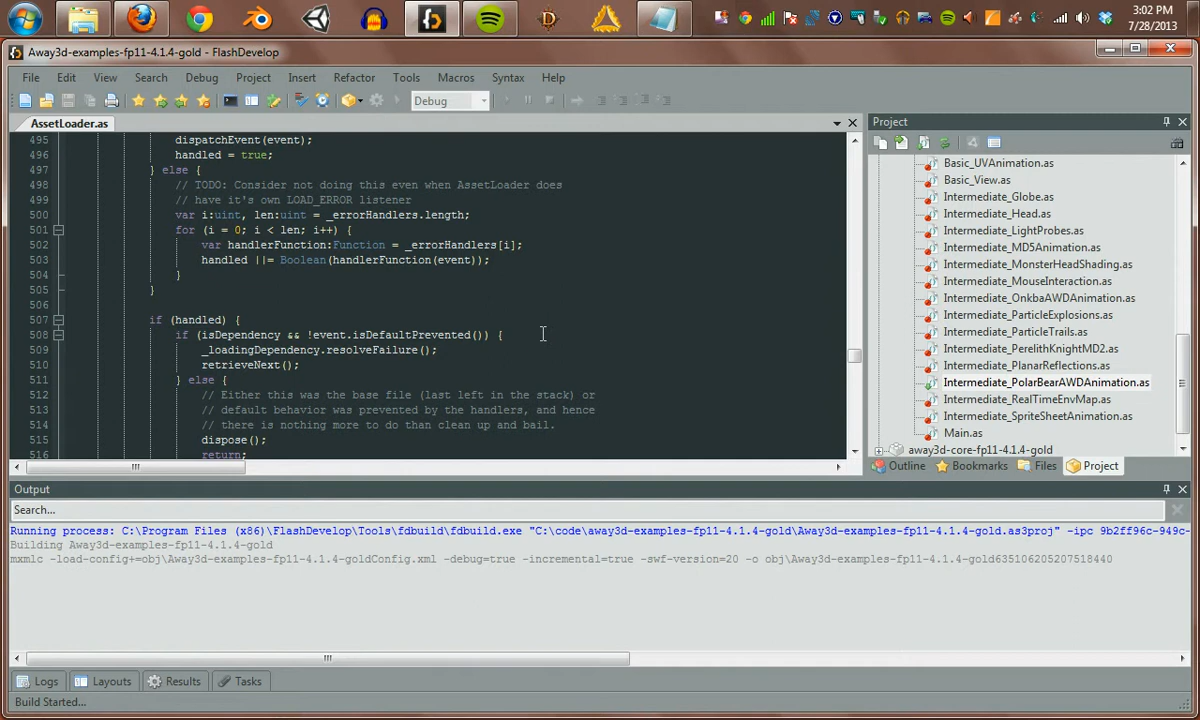 3:02 PM
7/28/2013
Away3d-examples-fp11-4.1.4-gold - FlashDevelop
File Edit View Search Debug Project Insert Refactor Tools Macros Syntax Help
Debug
AssetLoader.as
495 dispatchEvent(event);
496 handled = true;
497 } else {
498 // TODO: Consider not doing this even when AssetLoader does
499 // have it's own LOAD_ERROR listener
500 var i:uint, len:uint = _errorHandlers.length;
501 for (i = 0; i < len; i++) {
502 var handlerFunction:Function = _errorHandlers[i];
503 handled ||= Boolean(handlerFunction(event));
504 }
505 }
506
507 if (handled) {
508 if (isDependency && !event.isDefaultPrevented()) {
509 _loadingDependency.resolveFailure();
510 retrieveNext();
511 } else {
512 // Either this was the base file (last left in the stack) or
513 // default behavior was prevented by the handlers, and hence
514 // there is nothing more to do than clean up and bail.
515 dispose();
516 return;
Project
Basic_UVAnimation.as
Basic_View.as
Intermediate_Globe.as
Intermediate_Head.as
Intermediate_LightProbes.as
Intermediate_MD5Animation.as
Intermediate_MonsterHeadShading.as
Intermediate_MouseInteraction.as
Intermediate_OnkbaAWDAnimation.as
Intermediate_ParticleExplosions.as
Intermediate_ParticleTrails.as
Intermediate_PerelithKnightMD2.as
Intermediate_PlanarReflections.as
Intermediate_PolarBearAWDAnimation.as
Intermediate_RealTimeEnvMap.as
Intermediate_SpriteSheetAnimation.as
Main.as
away3d-core-fp11-4.1.4-gold
Outline Bookmarks Files Project
Output
Search...
Running process: C:\Program Files (x86)\FlashDevelop\Tools\fdbuild\fdbuild.exe "C:\code\away3d-examples-fp11-4.1.4-gold\Away3d-examples-fp11-4.1.4-gold.as3proj" -ipc 9b2ff96c-949c-
Building Away3d-examples-fp11-4.1.4-gold
mxmlc -load-config+=obj\Away3d-examples-fp11-4.1.4-goldConfig.xml -debug=true -incremental=true -swf-version=20 -o obj\Away3d-examples-fp11-4.1.4-gold635106205207518440
Logs Layouts Results Tasks
Build Started...